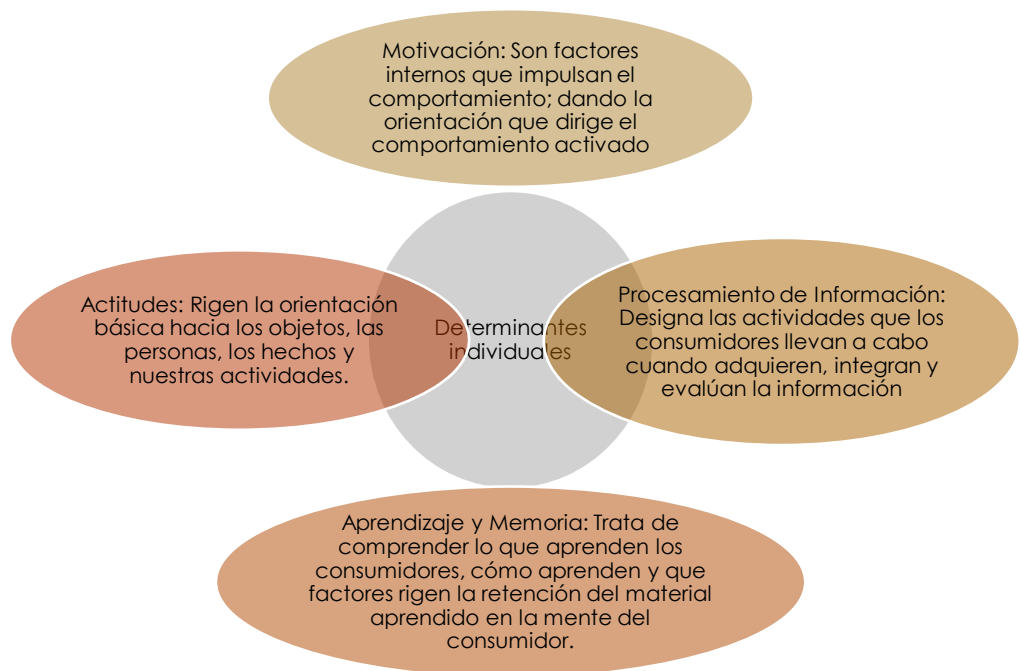 Motivación: Son factores
internos que impulsan el
comportamiento; dando la
orientación que dirige el
comportamiento activado
Actitudes: Rigen la orientación
básica hacia los objetos, las
personas, los hechos y
nuestras actividades.
Determinantes
individuales
Procesamiento de Información:
Designa las actividades que los
consumidores llevan a cabo
cuando adquieren, integran y
evalúan la información
Aprendizaje y Memoria: Trata de
comprender lo que aprenden los
consumidores, cómo aprenden y que
factores rigen la retención del material
aprendido en la mente del
consumidor.